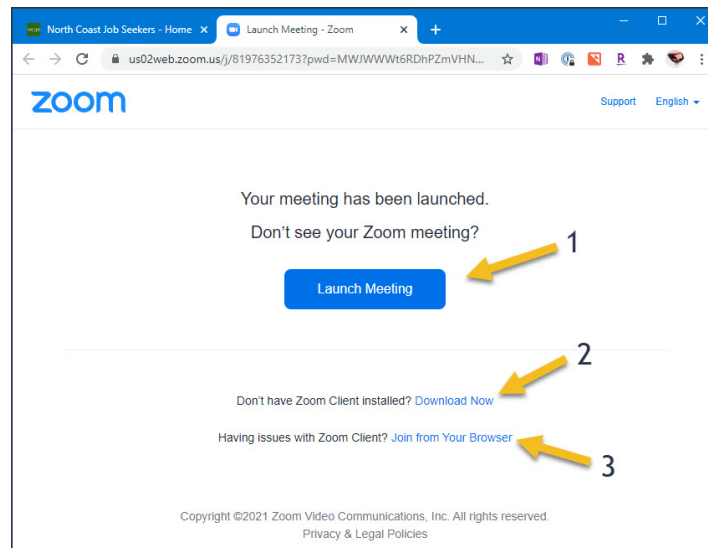 North Coast Job Seekers - Home
Launch Meeting - Zoom
us02web.zoom.us/j/81976352173?pwd=MWJWWWt6RDhPZmVHN...
zoom
Support English
Your meeting has been launched.
Don't see your Zoom meeting?
1
Launch Meeting
2
Don't have Zoom Client installed? Download Now
Having issues with Zoom Client? Join from Your Browser
3
Copyright ©2021 Zoom Video Communications, Inc. All rights reserved.
Privacy & Legal Policies